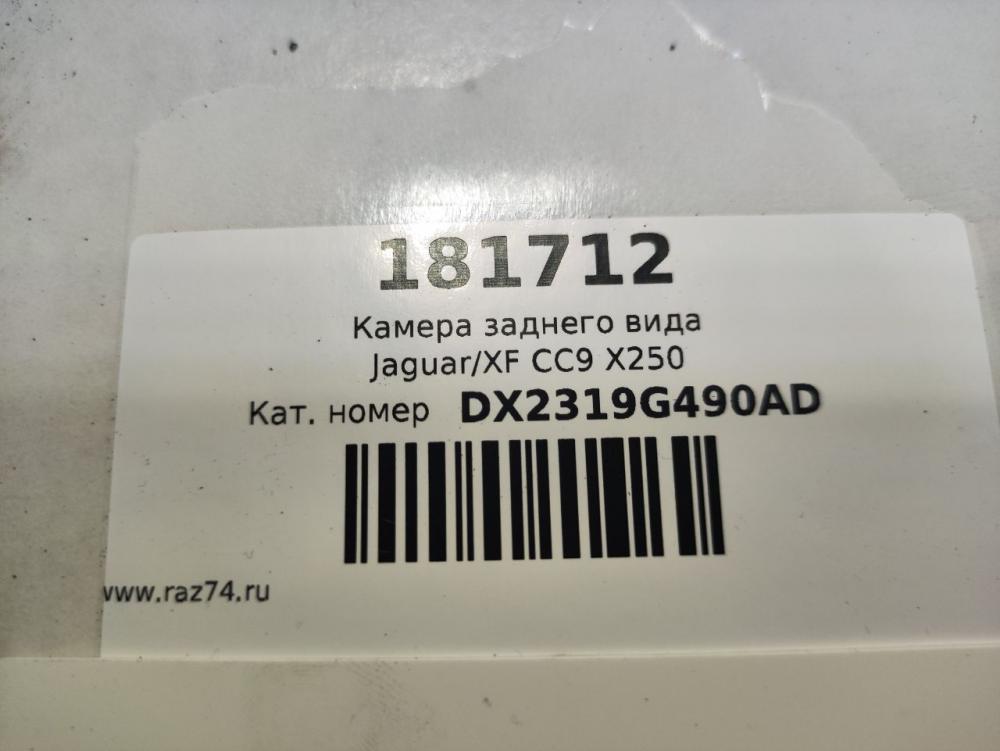 181712
Камера заднего вида
Jaguar/XF CC9 X250
Кат. номер DX2319G490AD
www.raz74.ru